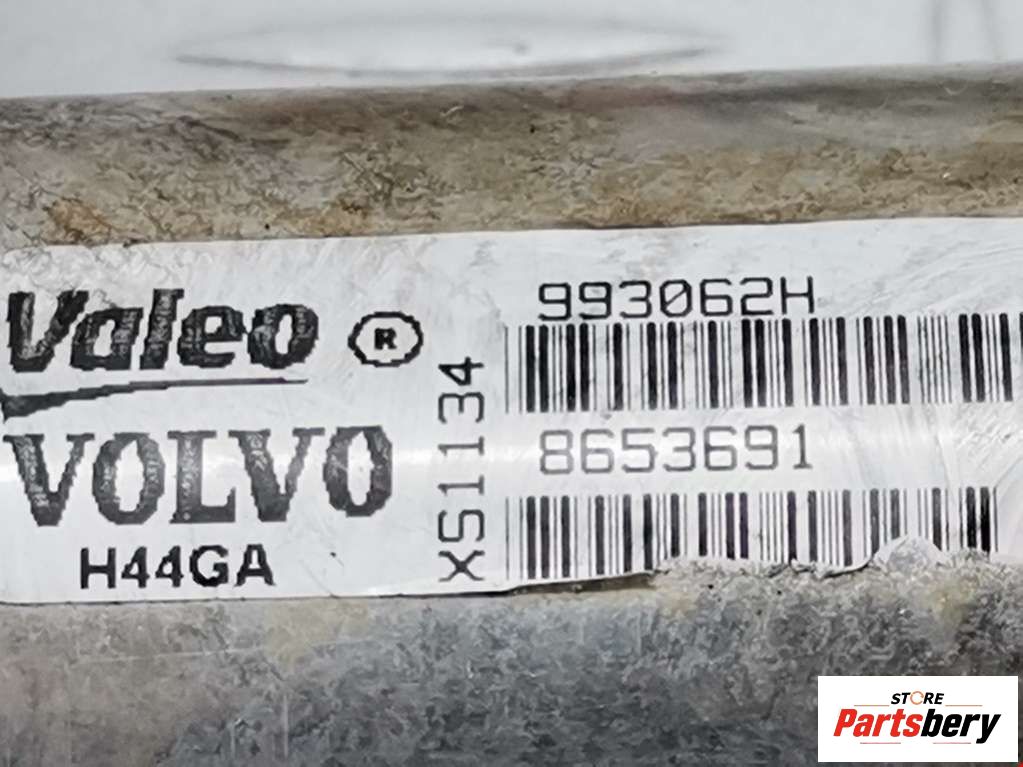 Valeo ®
VOLVO
H44GA
XS1134
993062H
8653691
STORE
Partsbery